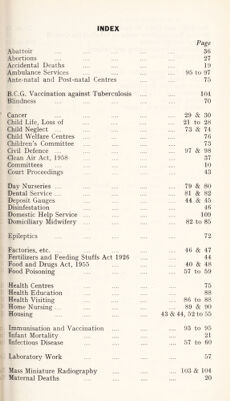 INDEX
Page
Abattoir ... ... ... ... ... 36
Abortions ... ... ... ... ... 27
Accidental Deaths ... ... ... ... 19
Ambulance Services ... ... ... 95 to 97
Ante-natal and Post-natal Centres ... ... 75
B.C.G. Vaccination against Tuberculosis ... ... 104
Blindness ... ... ... ... ... 70
Cancer ... ... ... ... ... 29 & 30
Child Life, Loss of ... ... ... 21 to 28
Child Neglect ... ... ... ... 73 & 74
Child Welfare Centres ... ... ... ... 76
Children's Committee ... ... ... ... 73
Civil Defence ... ... ... ... 97 & 98
Clean Air Act, 1958 ... ... ... ... 37
Committees ... ... ... ... ... 10
Court Proceedings ... ... ... ... 43
Day Nurseries ... ... ... ... 79 & 80
Dental Service ... ... ... ... 81 & 82
Deposit Gauges ... ... ... ... 44 & 45
Disinfestation ... ... ... ... 46
Domestic Help Service ... ... ... ... 100
Domiciliary Midwifery ... ... ... 82 to 85
Epileptics ... ... ... ... ... 72
Factories, etc. ... ... ... ... 46 & 47
Fertilizers and Feeding Stuffs Act 1926 ... ... 44
Food and Drugs Act, 1955 ... ... ... 40 & 48
Food Poisoning ... ... ... ... 57 to 59
Health Centres ... ... ... ... 75
Health Education ... ... ... ... 88
Health Visiting ... ... ... ... 86 to 88
Home Nursing ... ... ... ... 89 & 90
Housing ... ... ... ... 43 & 44, 52 to 55
Immunisation and Vaccination ... ... ... 93 to 95
Infant Mortality ... ... ... ... 21
Infectious Disease ... ... ... 57 to 60
Laboratory Work ... ... ... ... 57
Mass Miniature Radiography ... ... ... 103 & 104
Maternal Deaths ... ... ... ... 20